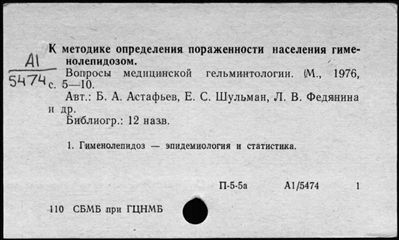 А1
5474
К методике определения пораженности населения гиме-
нолепидозом.
Вопросы медицинской гельминтологии. (М., 1976,
с. 5—10.
Авт.: Б. А. Астафьев, Е. С. Шульман, Л. В. Федянина
и др.
Библиогр.: 12 назв.
1. Гименолепидоз — эпидемиология и статистика.
П-5-5а А1/5474 1
110 СБМБ при ГЦНМБ